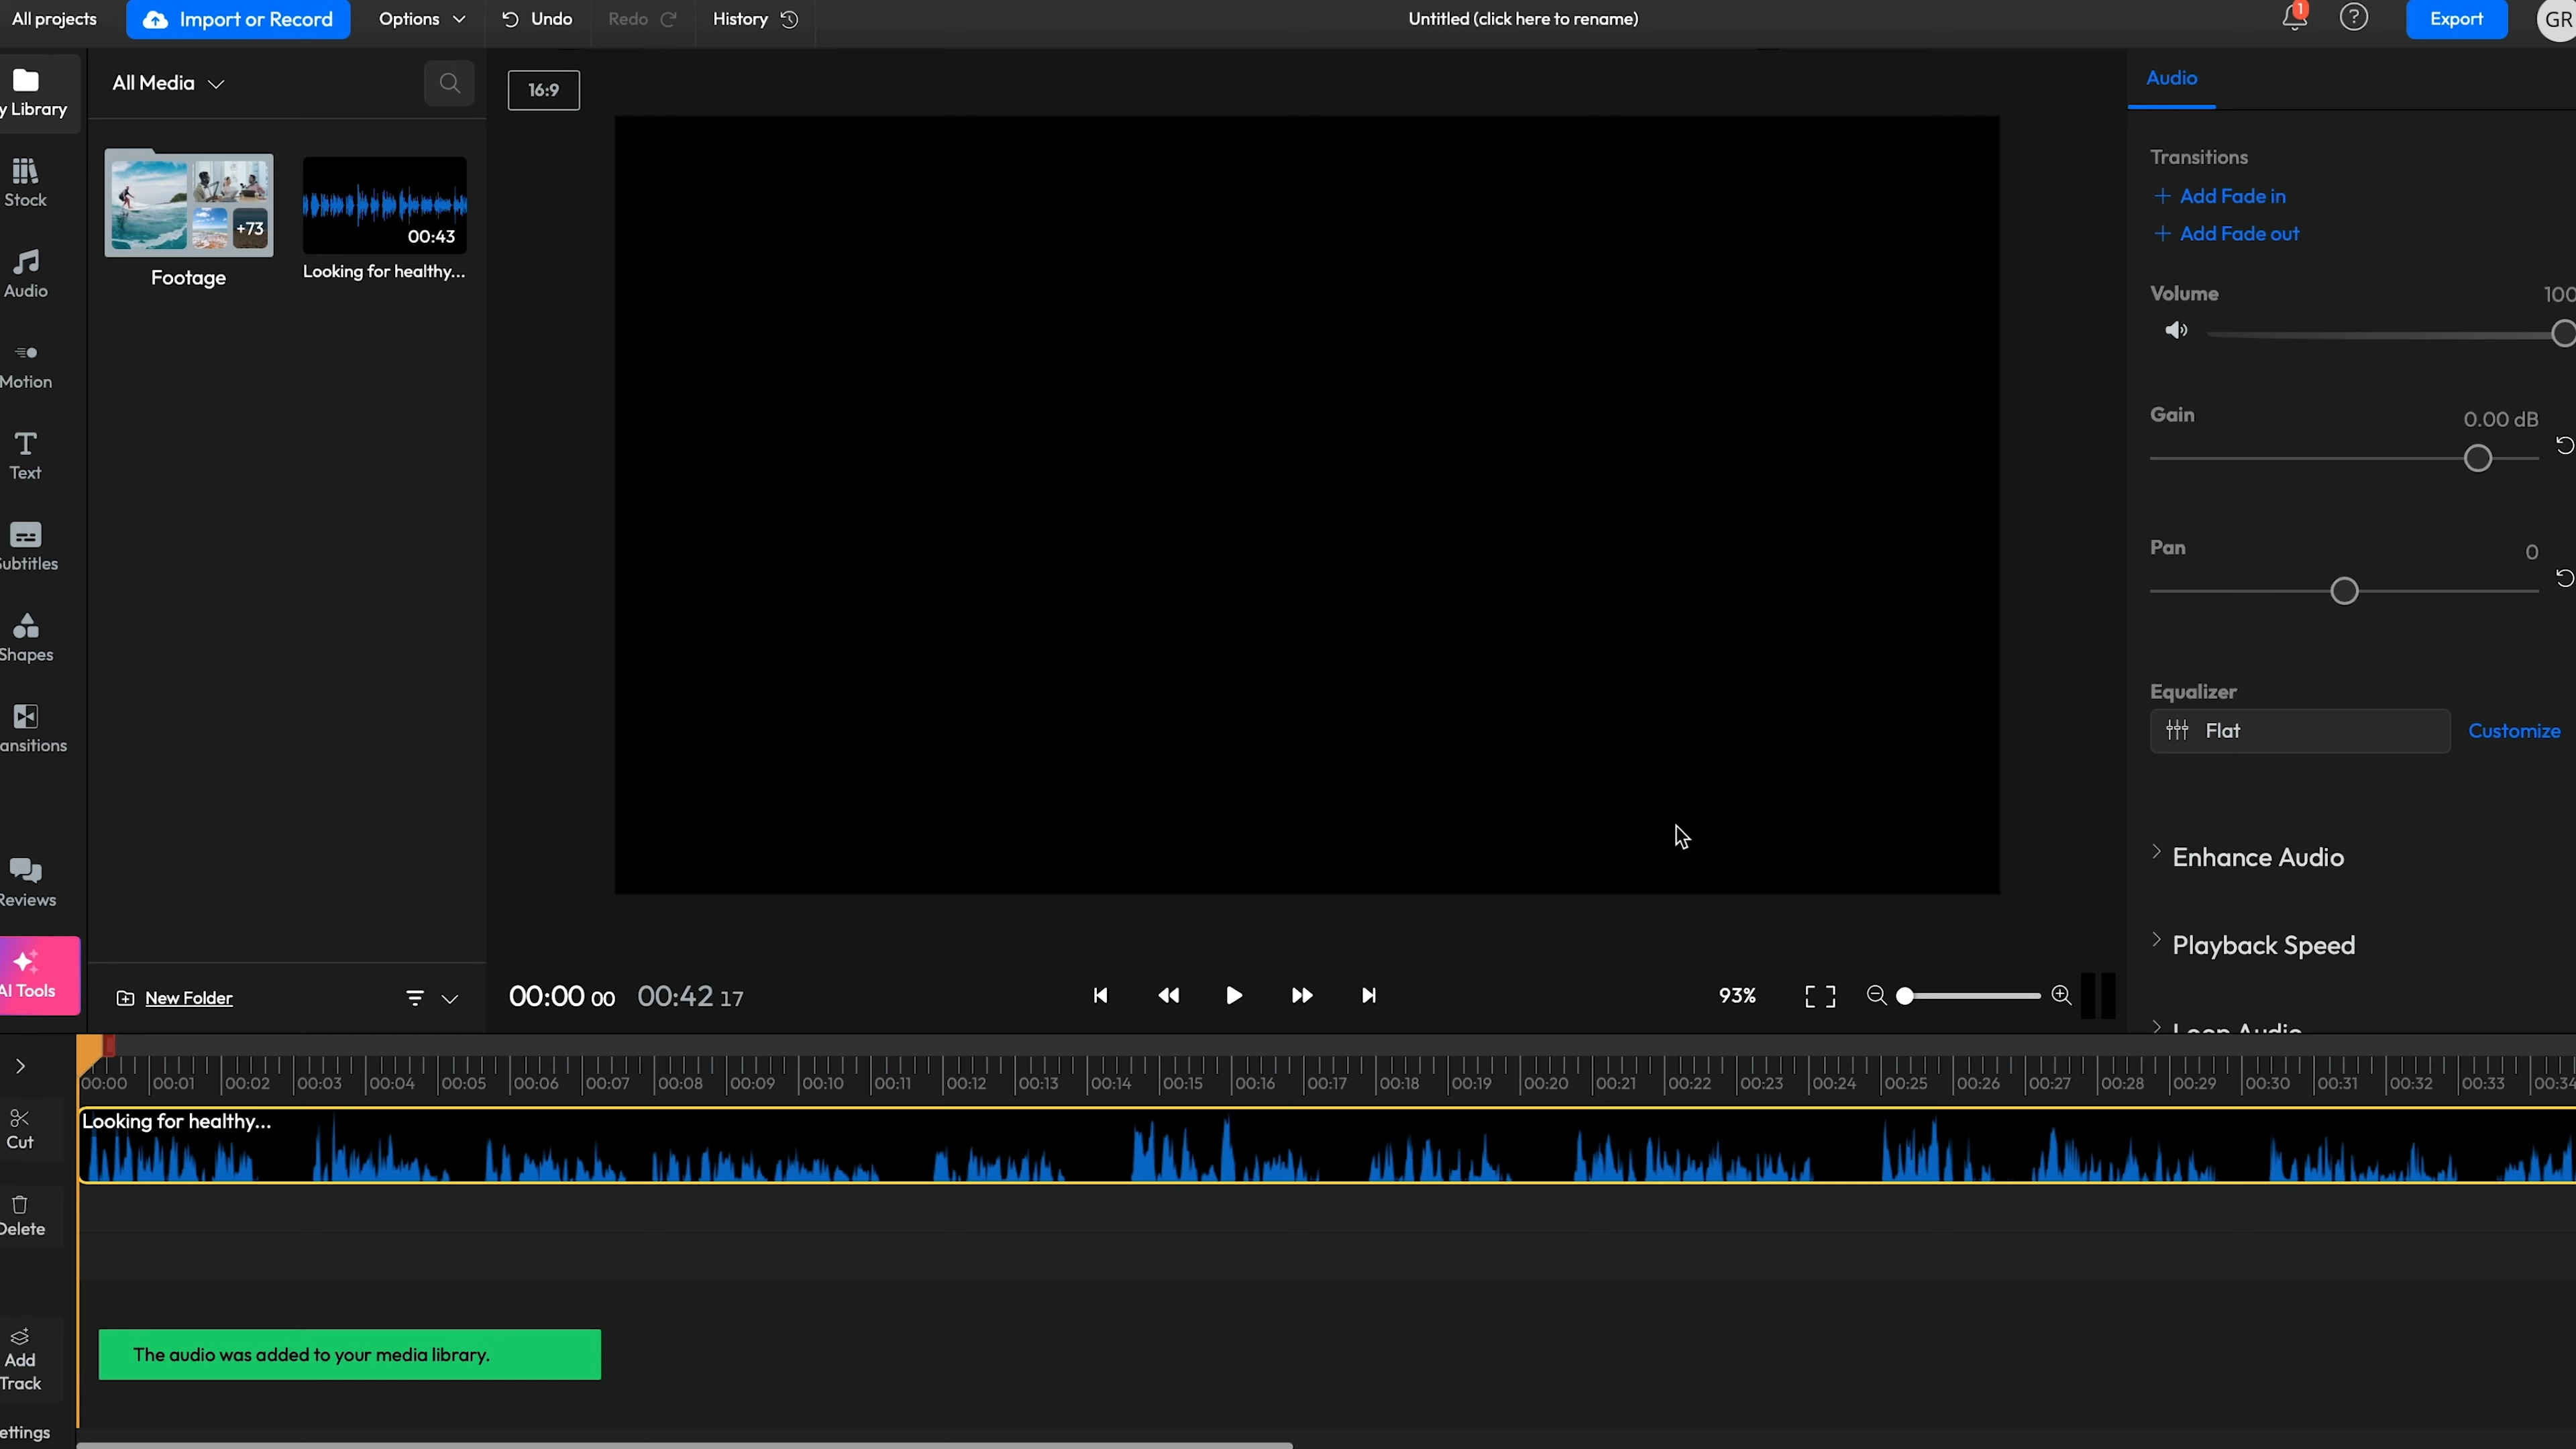 All projects
Import or Record
Options
Undo
Redo
History
Untitled (click here to rename)
1
?
Export
GR
y Library
All Media
16:9
Audio
Stock
+73
00:43
Footage
Looking for healthy...
Transitions
+ Add Fade in
+ Add Fade out
Audio
Volume
100
Motion
Gain
0.00 dB
Text
Subtitles
Pan
0
Shapes
Equalizer
Flat
Customize
ansitions
Enhance Audio
Reviews
Playback Speed
AI Tools
New Folder
00:00 00
00:42 17
93%
Loop Audio
00:00 00:01 00:02 00:03 00:04 00:05 00:06 00:07 00:08 00:09 00:10 00:11 00:12 00:13 00:14 00:15 00:16 00:17 00:18 00:19 00:20 00:21 00:22 00:23 00:24 00:25 00:26 00:27 00:28 00:29 00:30 00:31 00:32 00:33 00:34
Looking for healthy...
Cut
Delete
The audio was added to your media library.
Add
Track
ettings